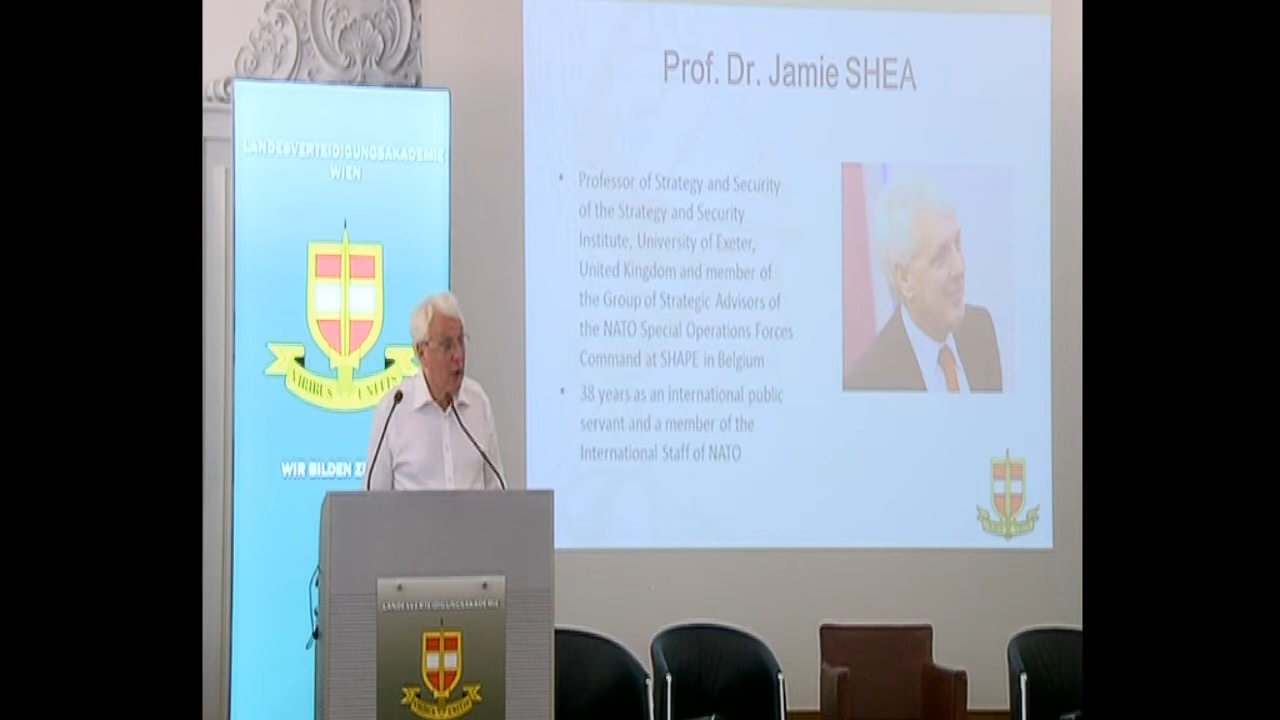 LANDESVERTEIDIGUNGSAKADEMIE
WIEN
VIRIBUS UNITIS
WIR BILDEN
Prof. Dr. Jamie SHEA
• Professor of Strategy and Security
of the Strategy and Security
Institute, University of Exeter,
United Kingdom and member of
the Group of Strategic Advisors of
the NATO Special Operations Forces
Command at SHAPE in Belgium
• 38 years as an international public
servant and a member of the
International Staff of NATO
LANDESVERTEIDIGUNGSAKADEMIE